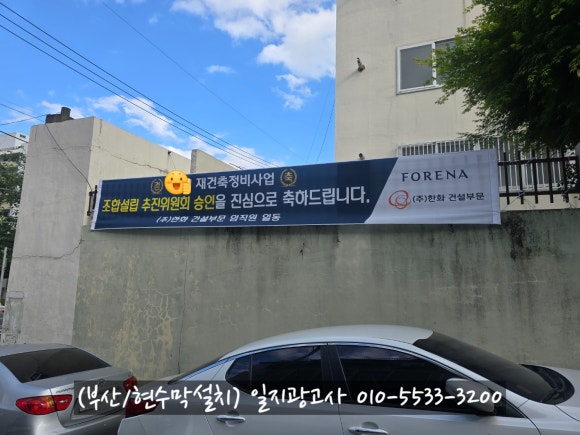 재건축정비사업
조합설립 추진위원회 승인을 진심으로 축하드립니다.
(주)한화 건설부문 임직원 일동
FORENA
(주)한화 건설부문
(부산/현수막설치) 일지광고사 010-5533-3200